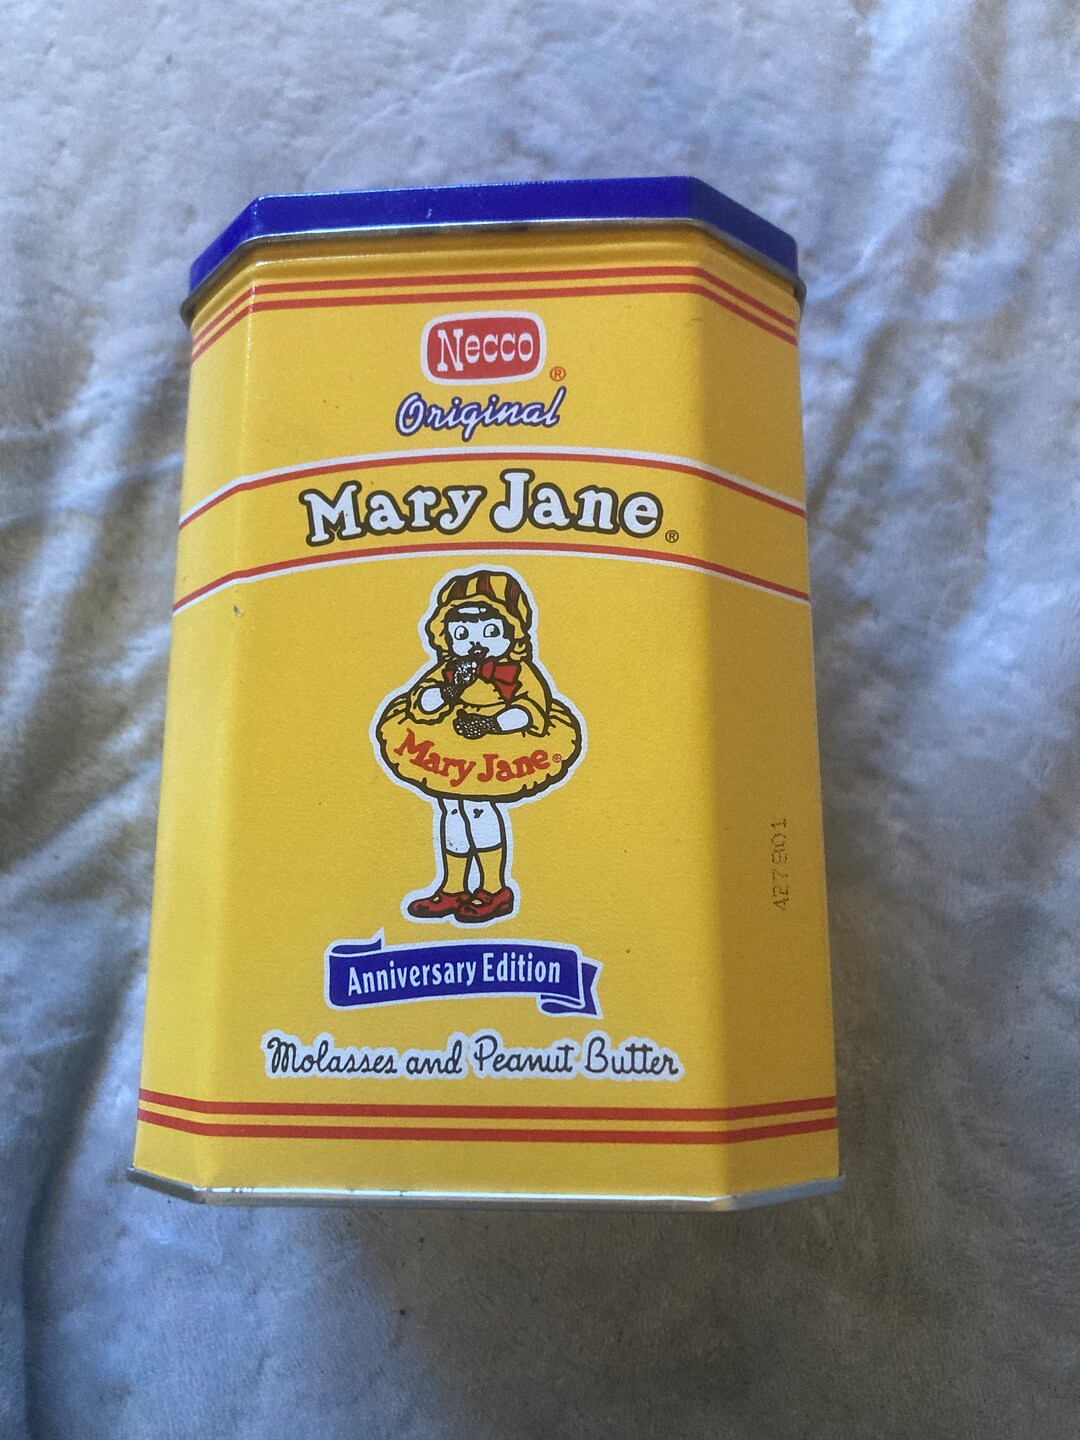 Necco®
Original
Mary Jane®
Mary Jane®
Anniversary Edition
Molasses and Peanut Butter
427801